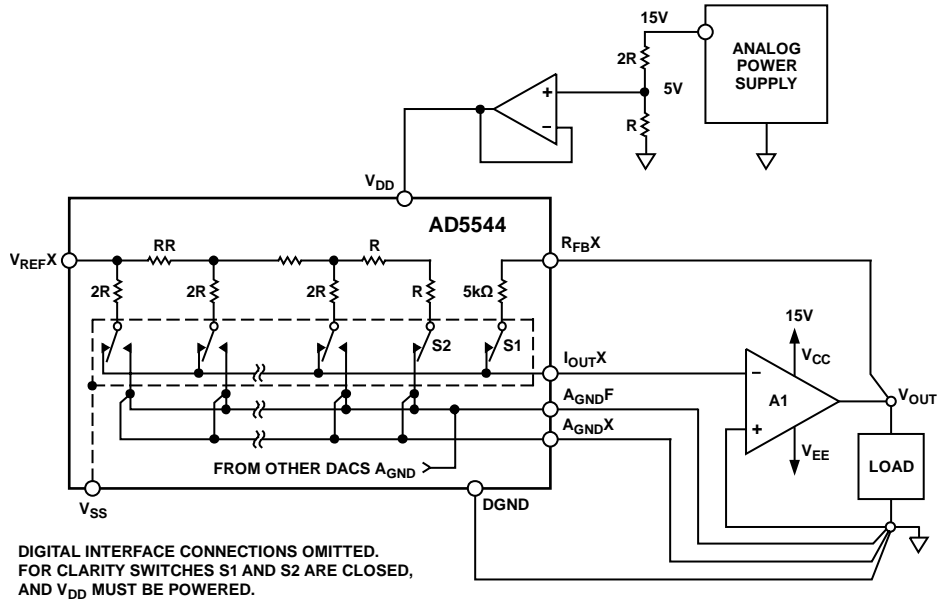 15V
ANALOG
POWER
SUPPLY
2R
5V
+
−
R
VDD
AD5544
VREFX
RR
R
RFBX
2R
2R
2R
R
5kΩ
S2
S1
15V
IOUTX
VCC
−
A1
VOUT
AGNDF
+
AGNDX
VEE
LOAD
FROM OTHER DACS AGND
VSS
DGND
DIGITAL INTERFACE CONNECTIONS OMITTED.
FOR CLARITY SWITCHES S1 AND S2 ARE CLOSED,
AND VDD MUST BE POWERED.